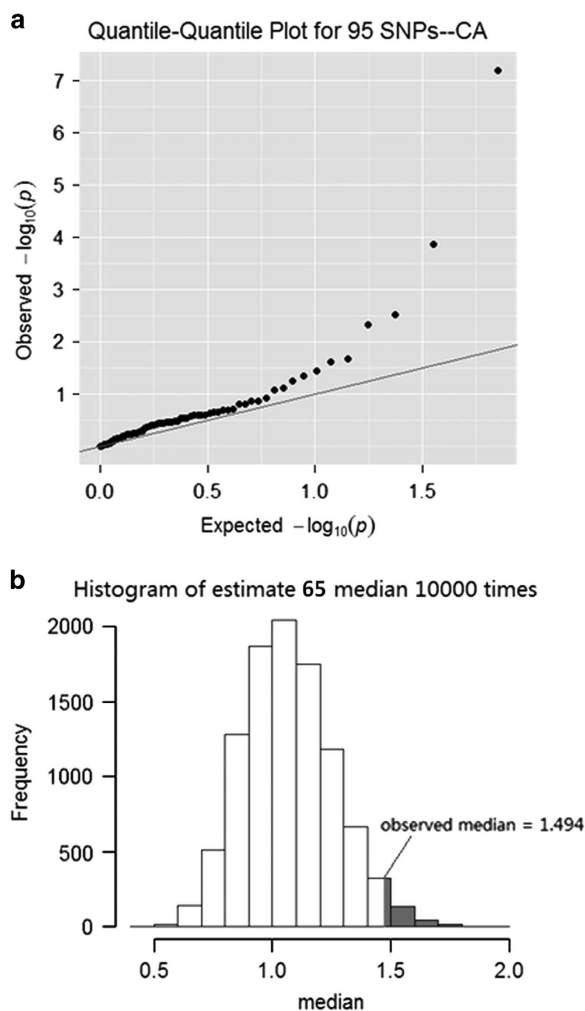 a
Quantile-Quantile Plot for 95 SNPs--CA
7
6
5
4
3
2
1
Observed −log10(p)
0.0 0.5 1.0 1.5
Expected −log10(p)
b
Histogram of estimate 65 median 10000 times
2000
1500
1000
500
0
Frequency
observed median = 1.494
0.5 1.0 1.5 2.0
median